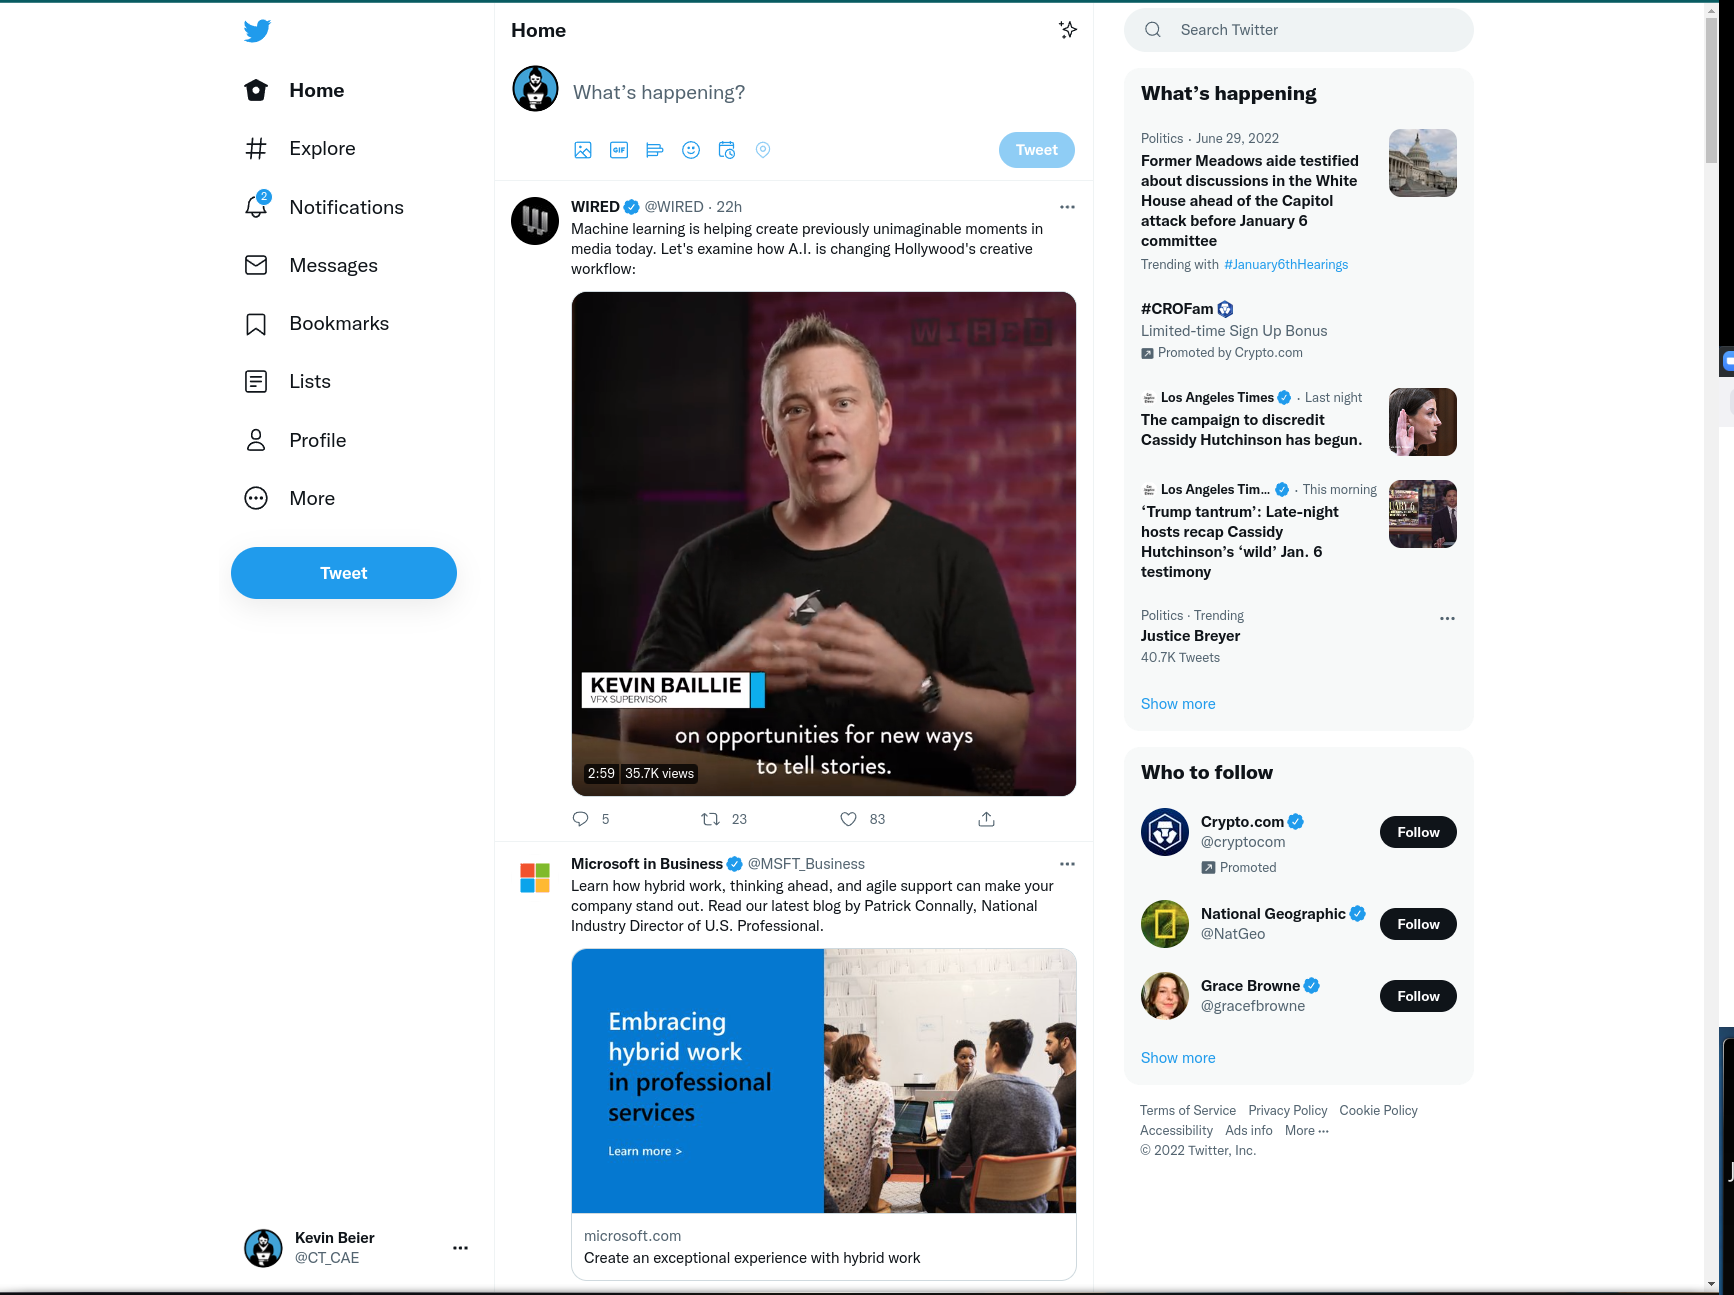 Home
Explore
2
Notifications
Messages
Bookmarks
Lists
Profile
More
Tweet
Kevin Beier
@CT_CAE
Home
What's happening?
GIF
Tweet
WIRED @WIRED · 22h
Machine learning is helping create previously unimaginable moments in
media today. Let's examine how A.I. is changing Hollywood's creative
workflow:
WIRED
KEVIN BAILLIE
VFX SUPERVISOR
on opportunities for new ways
to tell stories.
2:59 35.7K views
5 23 83
Microsoft in Business @MSFT_Business
Learn how hybrid work, thinking ahead, and agile support can make your
company stand out. Read our latest blog by Patrick Connally, National
Industry Director of U.S. Professional.
Embracing
hybrid work
in professional
services
Learn more >
microsoft.com
Create an exceptional experience with hybrid work
Search Twitter
What's happening
Politics · June 29, 2022
Former Meadows aide testified
about discussions in the White
House ahead of the Capitol
attack before January 6
committee
Trending with #January6thHearings
#CROFam
Limited-time Sign Up Bonus
Promoted by Crypto.com
Los Angeles Times · Last night
The campaign to discredit
Cassidy Hutchinson has begun.
Los Angeles Tim... · This morning
‘Trump tantrum’: Late-night
hosts recap Cassidy
Hutchinson’s ‘wild’ Jan. 6
testimony
Politics · Trending
Justice Breyer
40.7K Tweets
Show more
Who to follow
Crypto.com
@cryptocom
Promoted
Follow
National Geographic
@NatGeo
Follow
Grace Browne
@gracefbrowne
Follow
Show more
Terms of Service Privacy Policy Cookie Policy
Accessibility Ads info More ···
© 2022 Twitter, Inc.